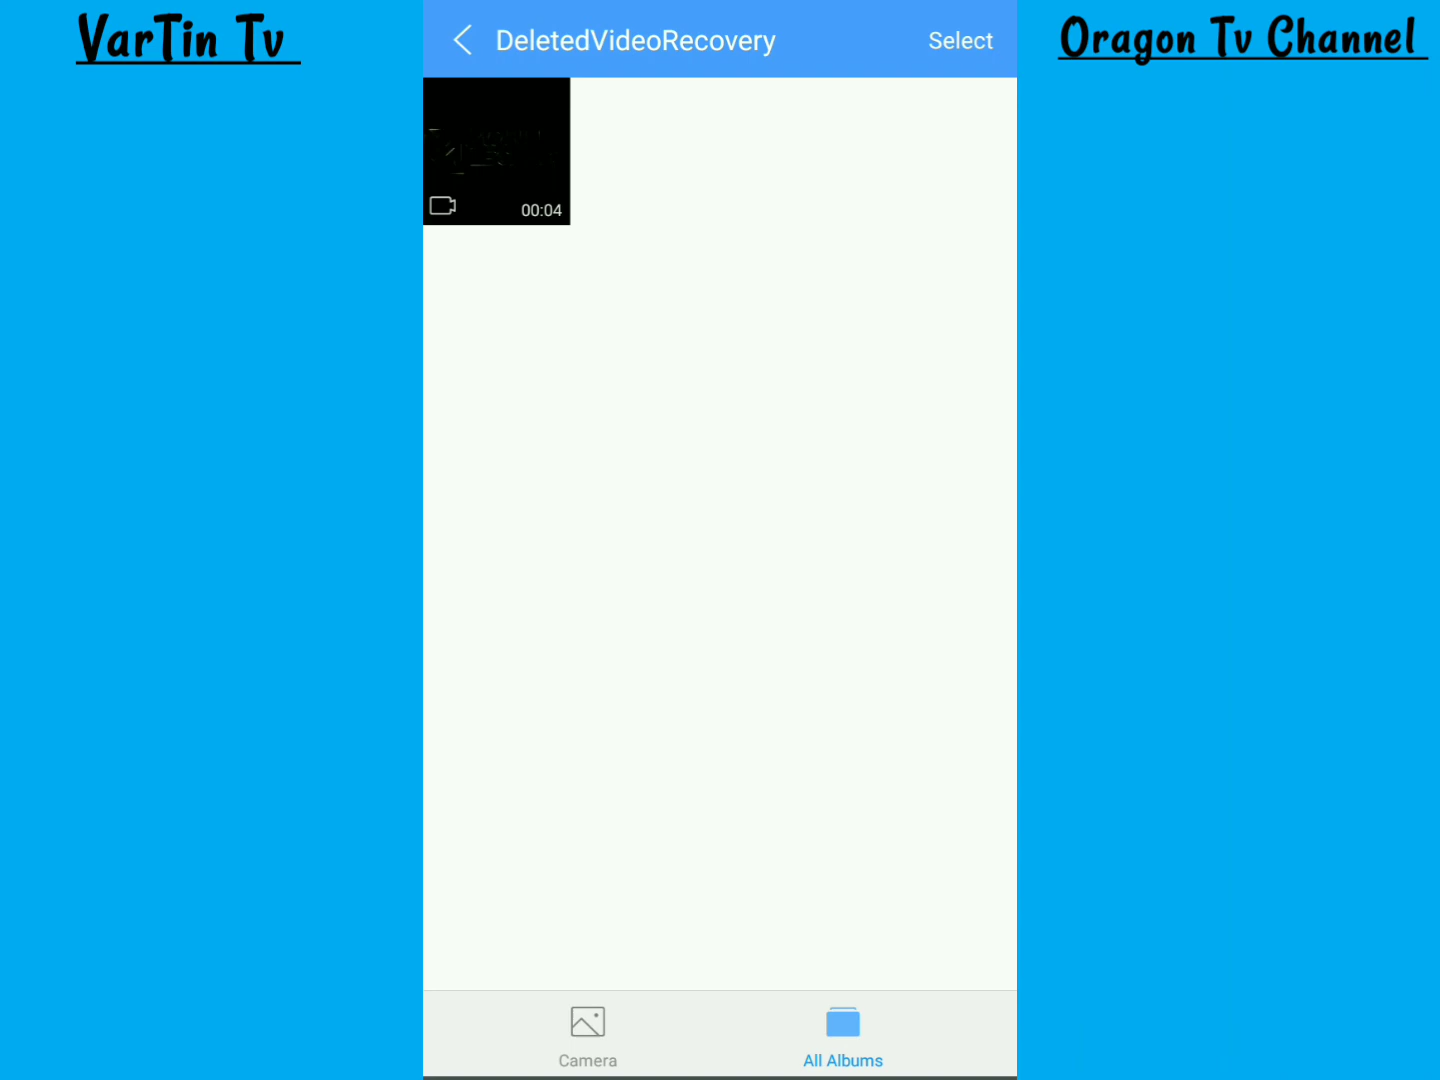 VarTin Tv
DeletedVideoRecovery
Select
Oragon Tv Channel
00:04
Camera
All Albums